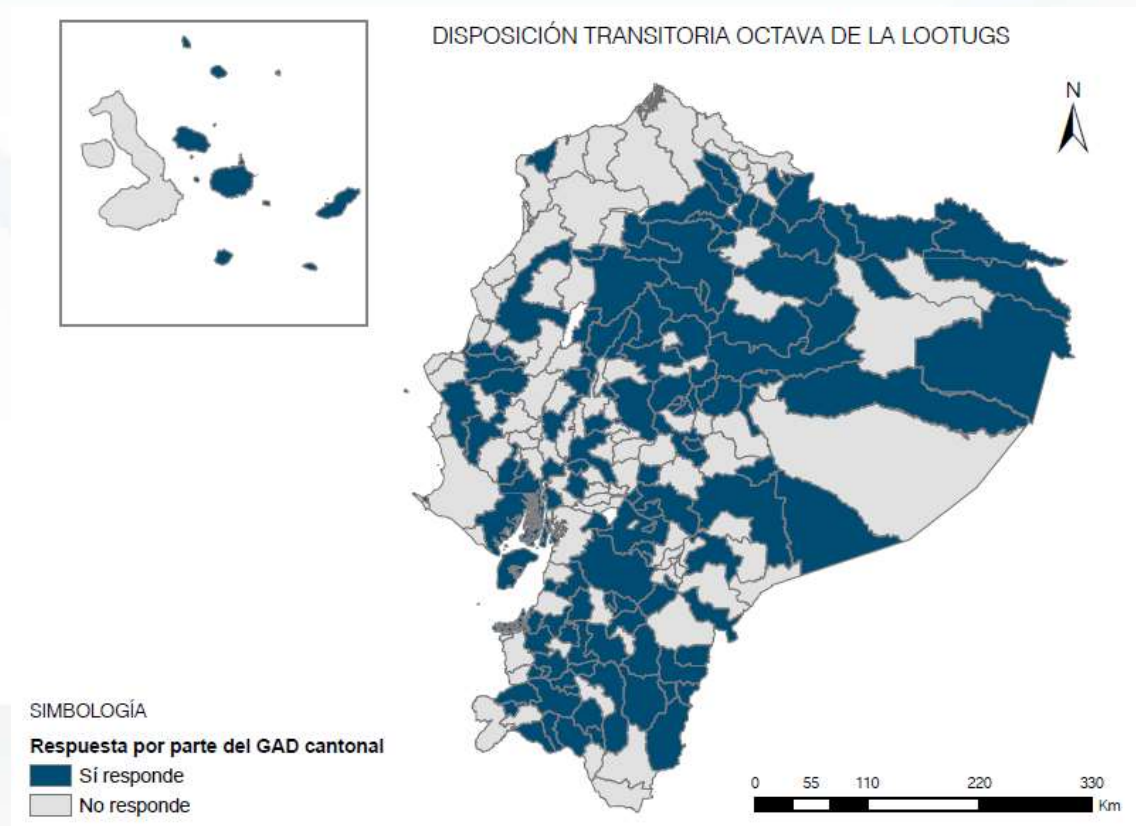 DISPOSICIÓN TRANSITORIA OCTAVA DE LA LOOTUGS
N
SIMBOLOGÍA
Respuesta por parte del GAD cantonal
Sí responde
No responde
0 55 110 220 330
Km